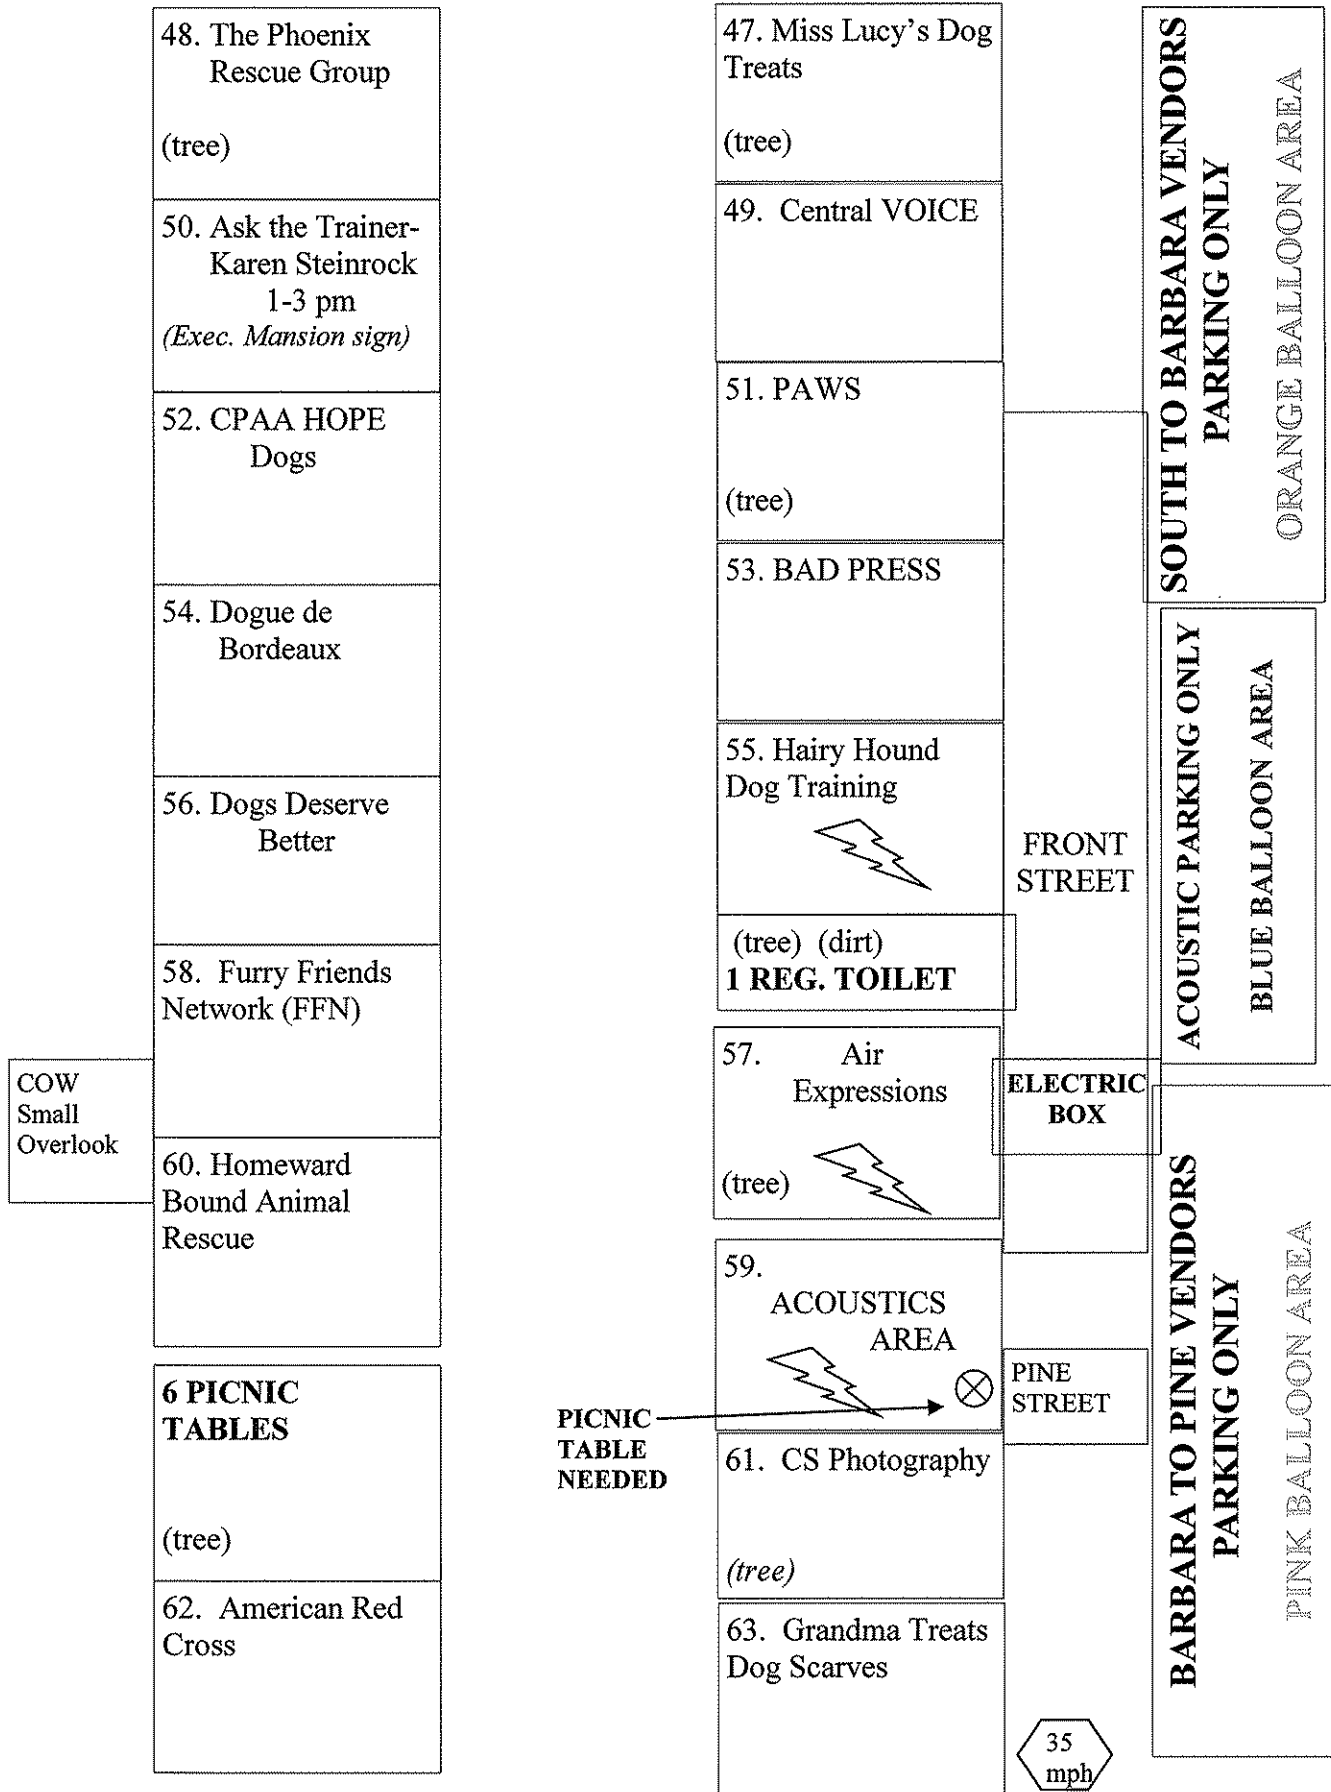 48. The Phoenix
Rescue Group
(tree)
50. Ask the Trainer-
Karen Steinrock
1-3 pm
(Exec. Mansion sign)
52. CPAA HOPE
Dogs
54. Dogue de
Bordeaux
56. Dogs Deserve
Better
58. Furry Friends
Network (FFN)
COW
Small
Overlook
60. Homeward
Bound Animal
Rescue
6 PICNIC
TABLES
(tree)
62. American Red
Cross
47. Miss Lucy's Dog
Treats
(tree)
49. Central VOICE
51. PAWS
(tree)
53. BAD PRESS
55. Hairy Hound
Dog Training
(tree) (dirt)
1 REG. TOILET
57. Air
Expressions
(tree)
59.
ACOUSTICS
AREA
PICNIC
TABLE
NEEDED
61. CS Photography
(tree)
63. Grandma Treats
Dog Scarves
FRONT
STREET
ELECTRIC
BOX
PINE
STREET
35
mph
SOUTH TO BARBARA VENDORS
PARKING ONLY
ORANGE BALLOON AREA
ACOUSTIC PARKING ONLY
BLUE BALLOON AREA
BARBARA TO PINE VENDORS
PARKING ONLY
PINK BALLOON AREA